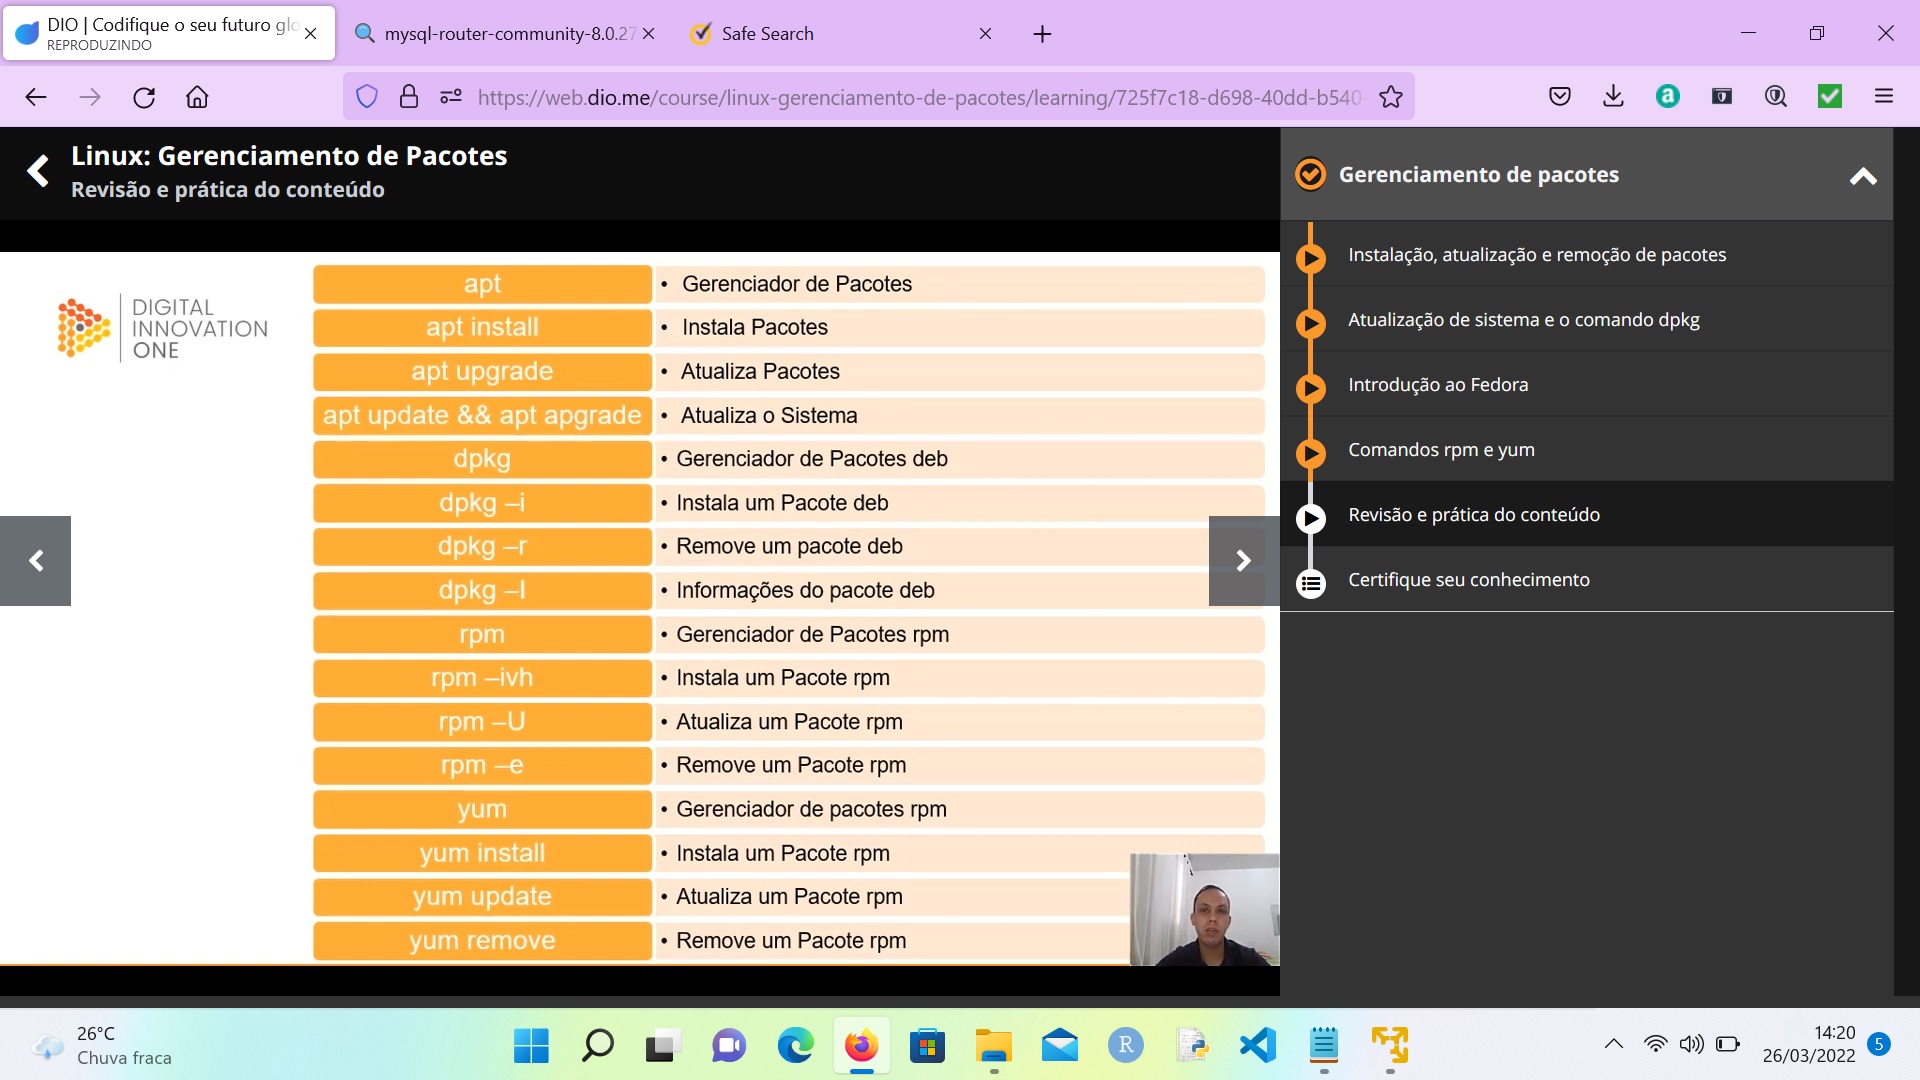 DIO | Codifique o seu futuro glo
REPRODUZINDO
mysql-router-community-8.0.27
Safe Search
https://web.dio.me/course/linux-gerenciamento-de-pacotes/learning/725f7c18-d698-40dd-b540-
Linux: Gerenciamento de Pacotes
Revisão e prática do conteúdo
DIGITAL
INNOVATION
ONE
apt • Gerenciador de Pacotes
apt install • Instala Pacotes
apt upgrade • Atualiza Pacotes
apt update && apt apgrade • Atualiza o Sistema
dpkg • Gerenciador de Pacotes deb
dpkg –i • Instala um Pacote deb
dpkg –r • Remove um pacote deb
dpkg –I • Informações do pacote deb
rpm • Gerenciador de Pacotes rpm
rpm –ivh • Instala um Pacote rpm
rpm –U • Atualiza um Pacote rpm
rpm –e • Remove um Pacote rpm
yum • Gerenciador de pacotes rpm
yum install • Instala um Pacote rpm
yum update • Atualiza um Pacote rpm
yum remove • Remove um Pacote rpm
Gerenciamento de pacotes
Instalação, atualização e remoção de pacotes
Atualização de sistema e o comando dpkg
Introdução ao Fedora
Comandos rpm e yum
Revisão e prática do conteúdo
Certifique seu conhecimento
26°C
Chuva fraca
a
R
14:20
26/03/2022
5